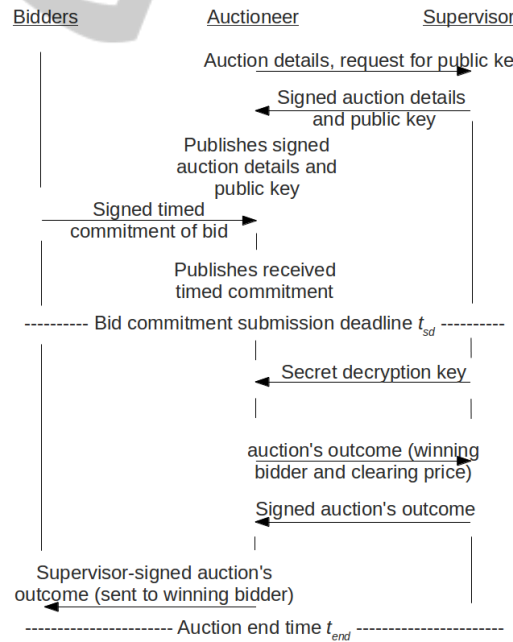 Bidders Auctioneer Supervisor
Auction details, request for public ke
Signed auction details
and public key
Publishes signed
auction details and
public key
Signed timed
commitment of bid
Publishes received
timed commitment
---------- Bid commitment submission deadline tsd ----------
Secret decryption key
auction's outcome (winning
bidder and clearing price)
Signed auction's outcome
Supervisor-signed auction's
outcome (sent to winning bidder)
----------------------- Auction end time tend -----------------------